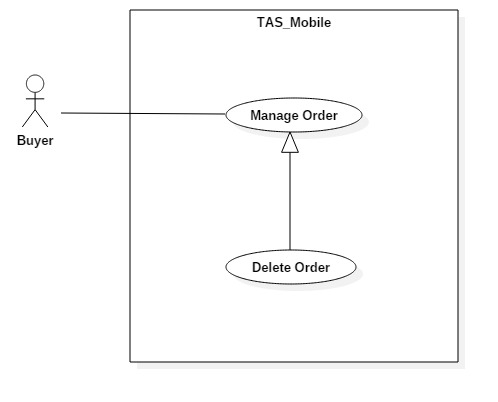 TAS_Mobile
Manage Order
Buyer
Delete Order